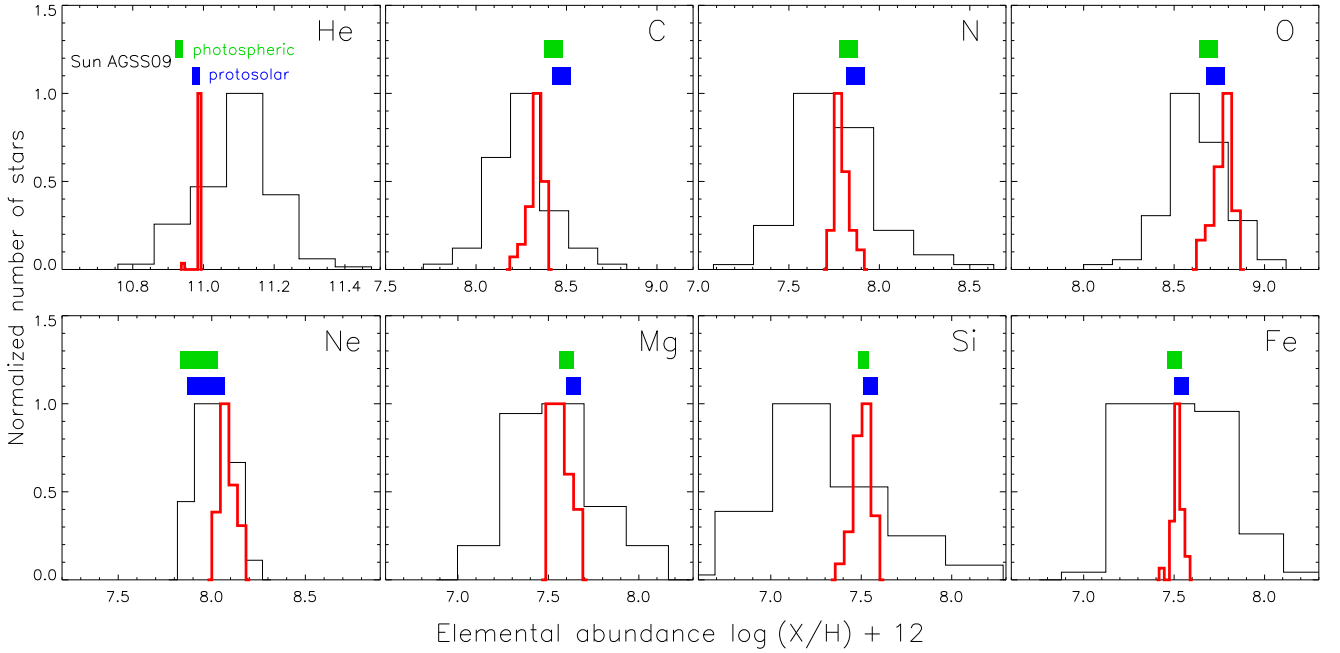 Normalized number of stars
1.5
1.0
0.5
0.0
He
photospheric
Sun AGSS09
protosolar
C
N
O
10.8 11.0 11.2 11.4
7.5 8.0 8.5 9.0
7.0 7.5 8.0 8.5
8.0 8.5 9.0
1.5
1.0
0.5
0.0
Ne
Mg
Si
Fe
7.5 8.0 8.5
7.0 7.5 8.0
7.0 7.5 8.0
7.0 7.5 8.0
Elemental abundance log (X/H) + 12